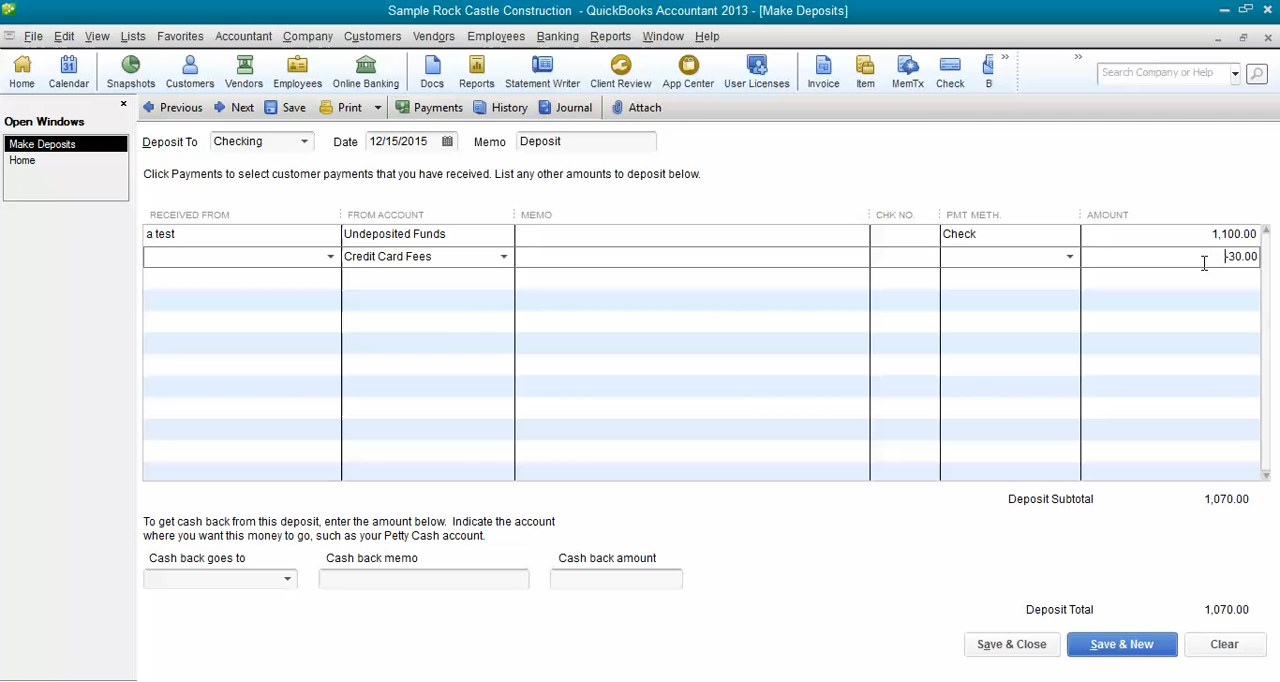 Sample Rock Castle Construction - QuickBooks Accountant 2013 - [Make Deposits]
File Edit View Lists Favorites Accountant Company Customers Vendors Employees Banking Reports Window Help
Home Calendar Snapshots Customers Vendors Employees Online Banking Docs Reports Statement Writer Client Review App Center User Licenses Invoice Item MemTx Check B
Search Company or Help
Previous Next Save Print Payments History Journal Attach
Open Windows
Make Deposits
Home
Deposit To Checking Date 12/15/2015 Memo Deposit
Click Payments to select customer payments that you have received. List any other amounts to deposit below.
RECEIVED FROM FROM ACCOUNT MEMO CHK NO. PMT METH. AMOUNT
a test Undeposited Funds Check 1,100.00
Credit Card Fees -30.00
Deposit Subtotal 1,070.00
To get cash back from this deposit, enter the amount below. Indicate the account
where you want this money to go, such as your Petty Cash account.
Cash back goes to Cash back memo Cash back amount
Deposit Total 1,070.00
Save & Close Save & New Clear